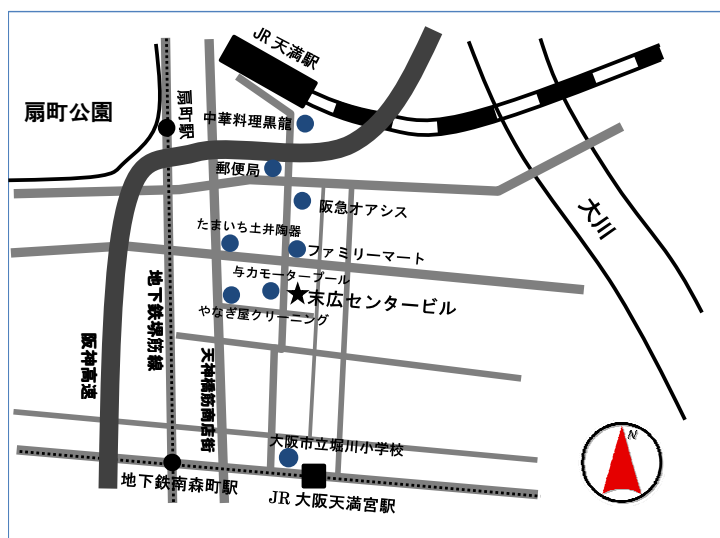 JR 天満駅
扇町公園
扇町駅
中華料理黒龍
郵便局
阪急オアシス
大川
たまいち土井陶器
ファミリーマート
与力モータープール
末広センタービル
やなぎ屋クリーニング
地下鉄堺筋線
阪神高速
天神橋筋商店街
大阪市立堀川小学校
地下鉄南森町駅
JR 大阪天満宮駅
N